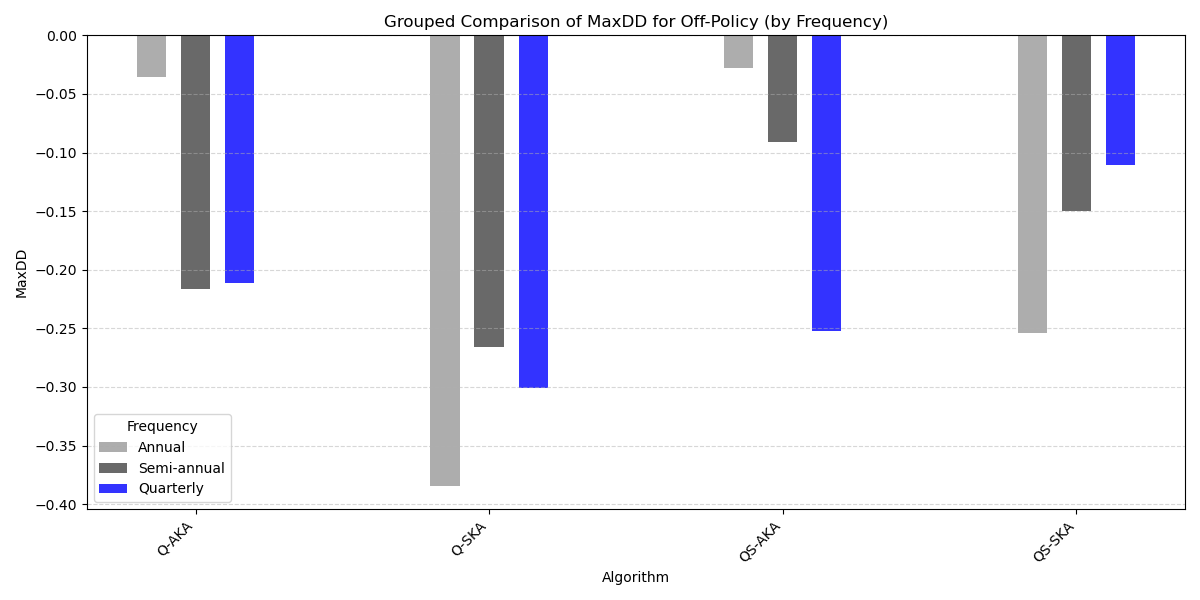 Grouped Comparison of MaxDD for Off-Policy (by Frequency)
0.00
−0.05
−0.10
−0.15
−0.20
−0.25
−0.30
−0.35
−0.40
MaxDD
Frequency
Annual
Semi-annual
Quarterly
Q-AKA
Q-SKA
QS-AKA
QS-SKA
Algorithm